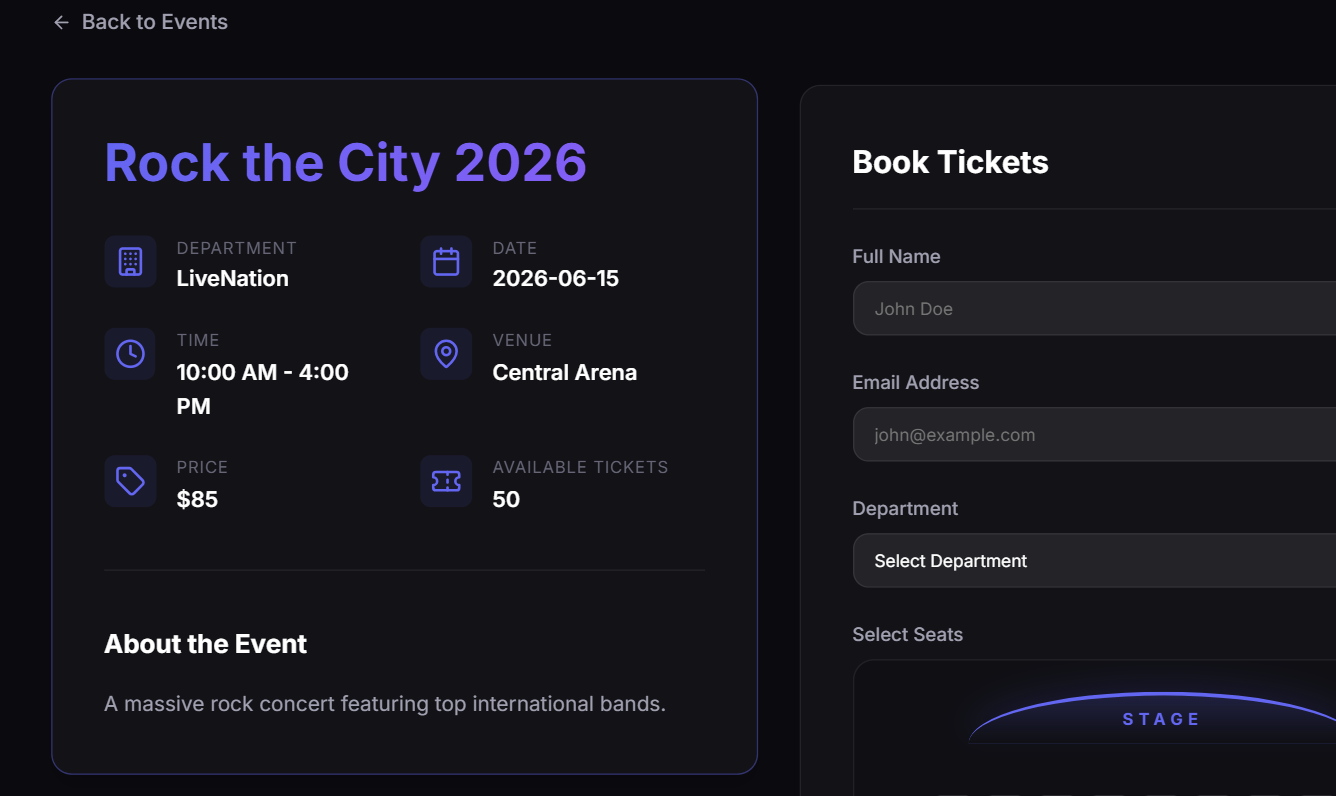 Back to Events
Rock the City 2026
DEPARTMENT
LiveNation
DATE
2026-06-15
TIME
10:00 AM - 4:00
PM
VENUE
Central Arena
PRICE
$85
AVAILABLE TICKETS
50
About the Event
A massive rock concert featuring top international bands.
Book Tickets
Full Name
John Doe
Email Address
john@example.com
Department
Select Department
Select Seats
STAGE